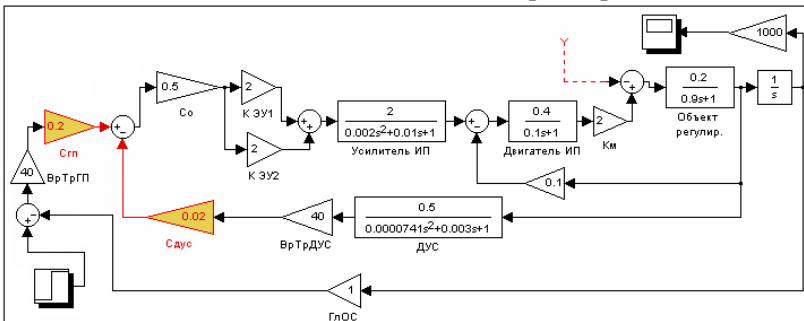 1000
0.2
Сгп
40
ВрТрГП
0.5
Со
2
К ЭУ1
2
К ЭУ2
2
0.002s²+0.01s+1
Усилитель ИП
0.4
0.1s+1
Двигатель ИП
2
Км
0.2
0.9s+1
Объект
регулир.
1
s
0.1
0.02
Сдус
40
ВрТрДУС
0.5
0.0000741s²+0.003s+1
ДУС
1
ГлОС